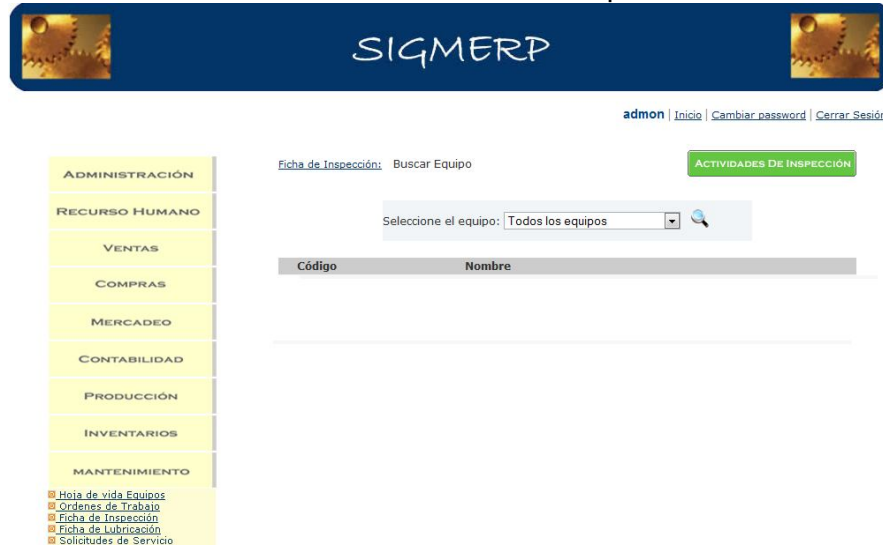 SIGMERP
admon | Inicio | Cambiar password | Cerrar Sesión
Ficha de Inspección: Buscar Equipo
ACTIVIDADES DE INSPECCIÓN
Seleccione el equipo: Todos los equipos
Código Nombre
ADMINISTRACIÓN
RECURSO HUMANO
VENTAS
COMPRAS
MERCADEO
CONTABILIDAD
PRODUCCIÓN
INVENTARIOS
MANTENIMIENTO
Hoja de vida Equipos
Ordenes de Trabajo
Ficha de Inspección
Ficha de Lubricación
Solicitudes de Servicio